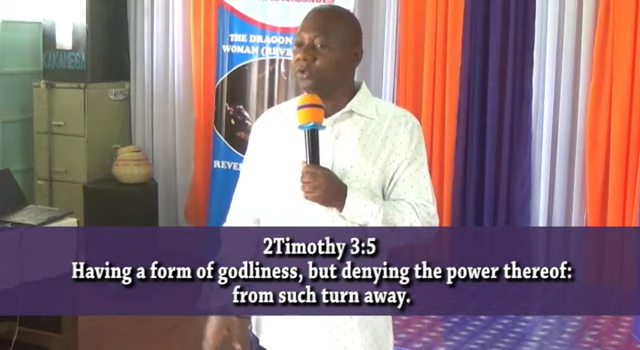 KAKAMEGA
THE DRAGON
WOMAN (REVE
REVE
2Timothy 3:5
Having a form of godliness, but denying the power thereof:
from such turn away.